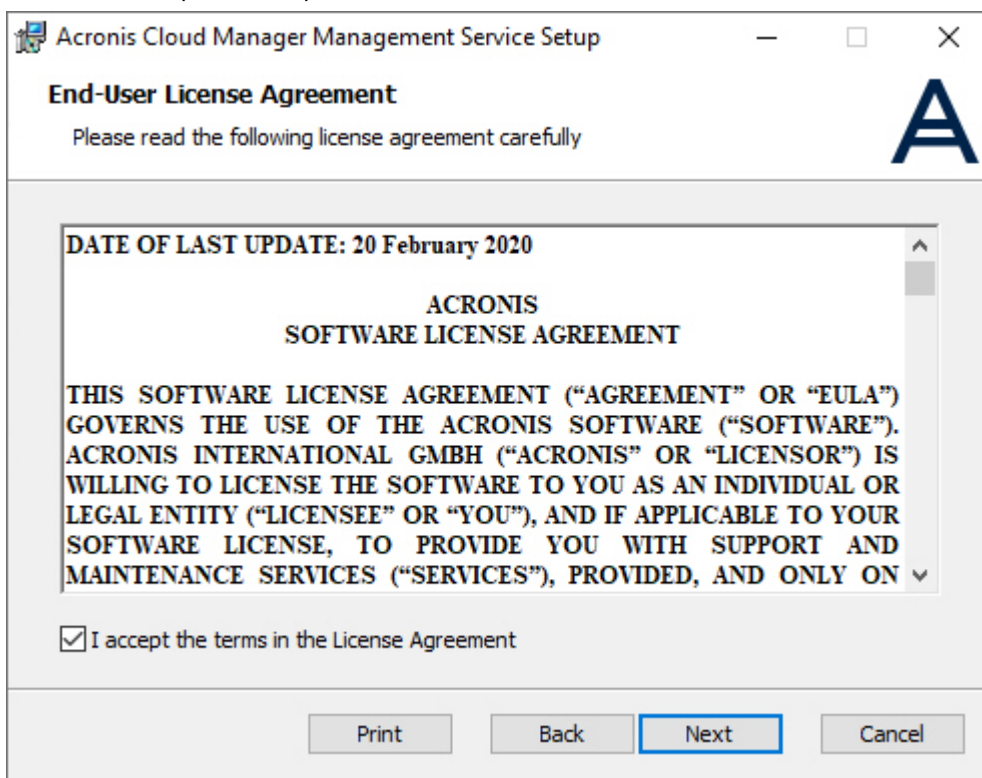 Acronis Cloud Manager Management Service Setup
End-User License Agreement
Please read the following license agreement carefully
DATE OF LAST UPDATE: 20 February 2020
ACRONIS
SOFTWARE LICENSE AGREEMENT
THIS SOFTWARE LICENSE AGREEMENT (“AGREEMENT” OR “EULA”)
GOVERNS THE USE OF THE ACRONIS SOFTWARE (“SOFTWARE”).
ACRONIS INTERNATIONAL GMBH (“ACRONIS” OR “LICENSOR”) IS
WILLING TO LICENSE THE SOFTWARE TO YOU AS AN INDIVIDUAL OR
LEGAL ENTITY (“LICENSEE” OR “YOU”), AND IF APPLICABLE TO YOUR
SOFTWARE LICENSE, TO PROVIDE YOU WITH SUPPORT AND
MAINTENANCE SERVICES (“SERVICES”), PROVIDED, AND ONLY ON
I accept the terms in the License Agreement
Print Back Next Cancel